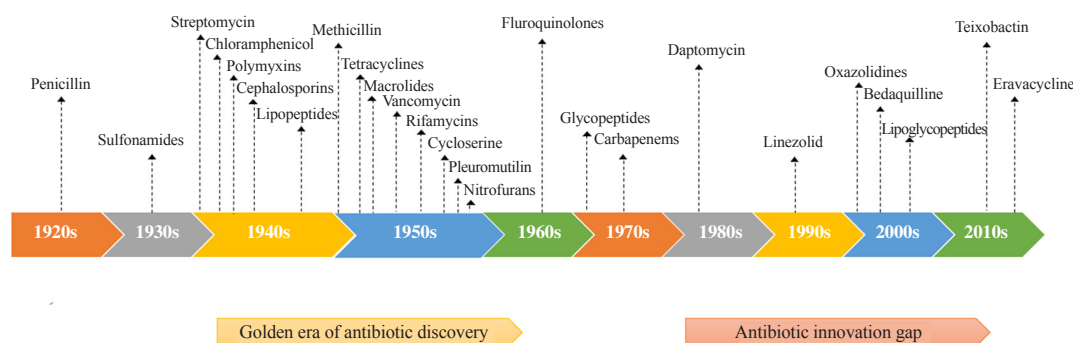 Penicillin
Sulfonamides
Streptomycin
Chloramphenicol
Polymyxins
Cephalosporins
Lipopeptides
Methicillin
Tetracyclines
Macrolides
Vancomycin
Rifamycins
Cycloserine
Pleuromutilin
Nitrofurans
Fluroquinolones
Glycopeptides
Carbapenems
Daptomycin
Linezolid
Oxazolidines
Bedaquilline
Lipoglycopeptides
Teixobactin
Eravacycline
1920s
1930s
1940s
1950s
1960s
1970s
1980s
1990s
2000s
2010s
Golden era of antibiotic discovery
Antibiotic innovation gap